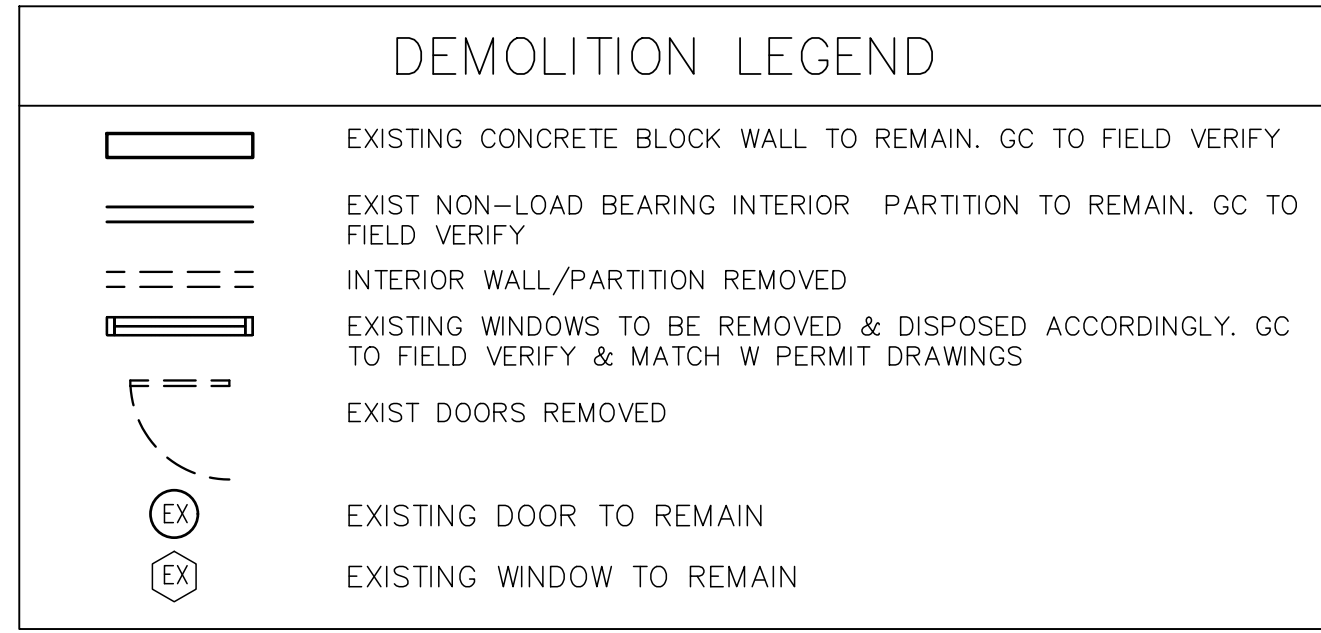 DEMOLITION LEGEND
EXISTING CONCRETE BLOCK WALL TO REMAIN. GC TO FIELD VERIFY
EXIST NON-LOAD BEARING INTERIOR PARTITION TO REMAIN. GC TO
FIELD VERIFY
INTERIOR WALL/PARTITION REMOVED
EXISTING WINDOWS TO BE REMOVED & DISPOSED ACCORDINGLY. GC
TO FIELD VERIFY & MATCH W PERMIT DRAWINGS
EXIST DOORS REMOVED
EX EXISTING DOOR TO REMAIN
EX EXISTING WINDOW TO REMAIN